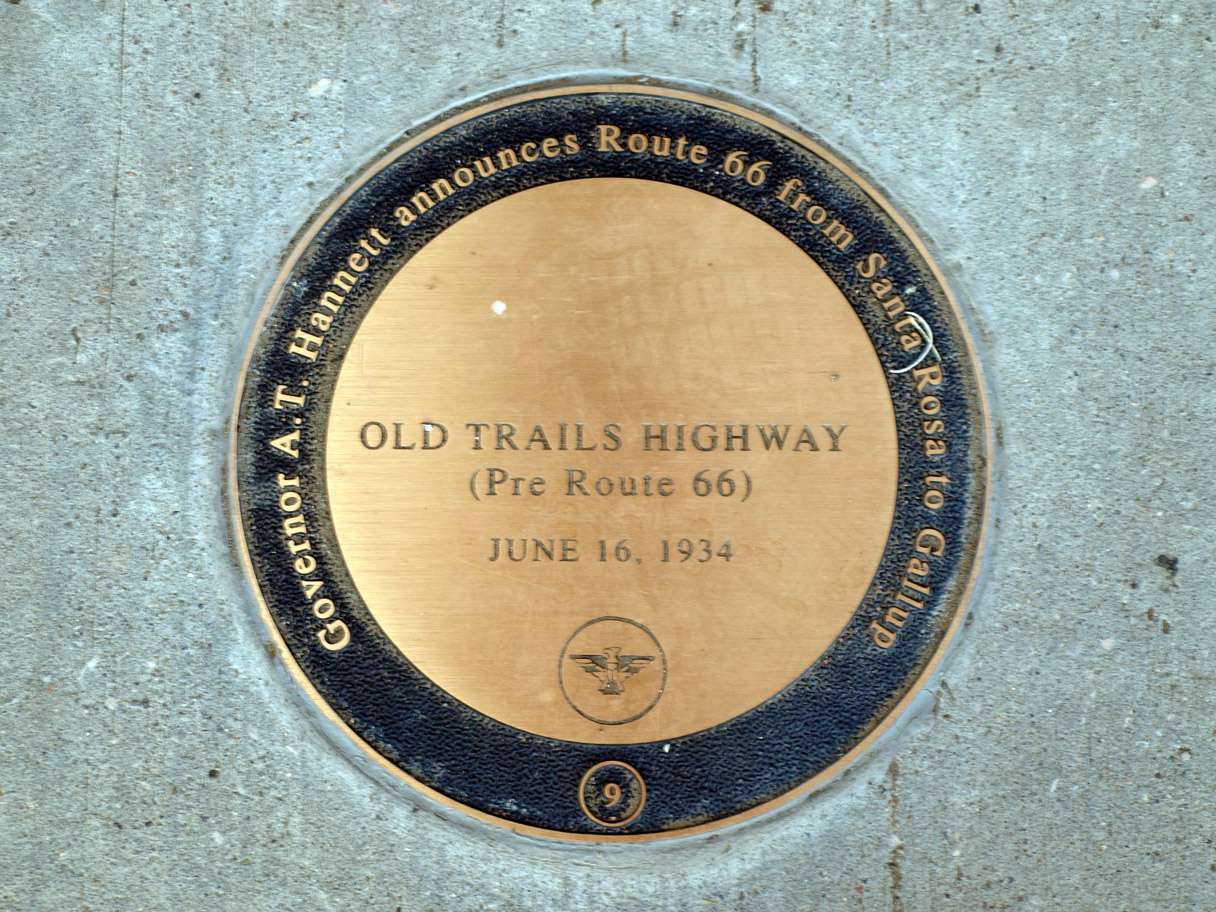 Governor A.T. Hannett announces Route 66 from Santa Rosa to Gallup
OLD TRAILS HIGHWAY
(Pre Route 66)
JUNE 16, 1934
9